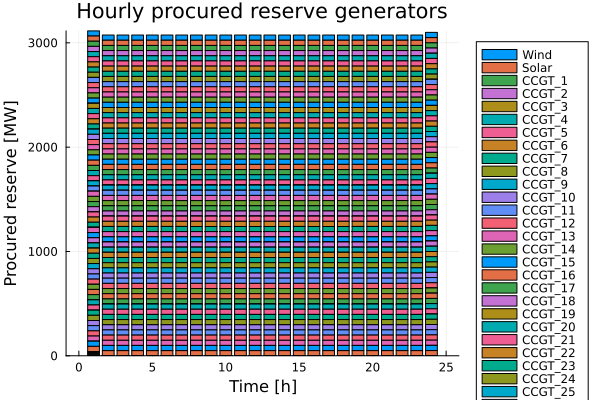 Hourly procured reserve generators
Procured reserve [MW]
3000
2000
1000
0
0 5 10 15 20 25
Time [h]
Wind
Solar
CCGT_1
CCGT_2
CCGT_3
CCGT_4
CCGT_5
CCGT_6
CCGT_7
CCGT_8
CCGT_9
CCGT_10
CCGT_11
CCGT_12
CCGT_13
CCGT_14
CCGT_15
CCGT_16
CCGT_17
CCGT_18
CCGT_19
CCGT_20
CCGT_21
CCGT_22
CCGT_23
CCGT_24
CCGT_25